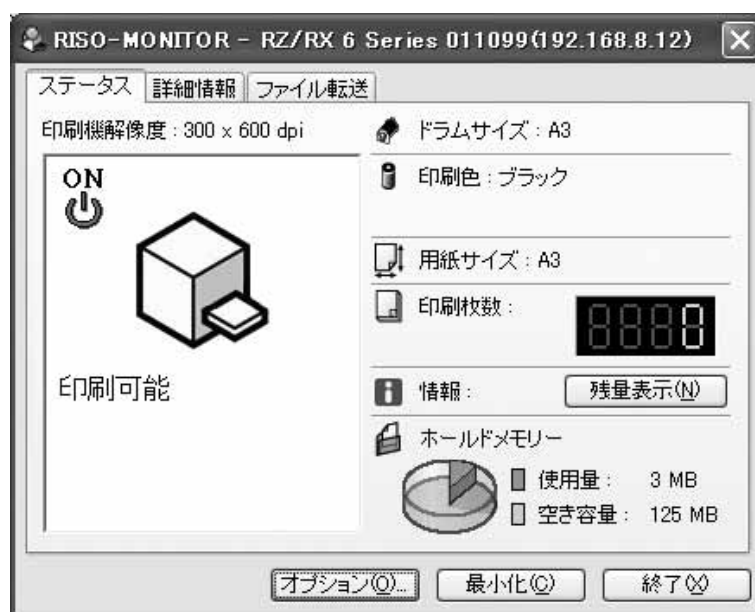 RISO-MONITOR - RZ/RX 6 Series 011099(192.168.8.12)
ステータス 詳細情報 ファイル転送
印刷機解像度 : 300 x 600 dpi
ON
印刷可能
ドラムサイズ : A3
印刷色 : ブラック
用紙サイズ : A3
印刷枚数 :
0
情報 :
残量表示(N)
ホールドメモリー
使用量 : 3 MB
空き容量 : 125 MB
オプション(O)... 最小化(C) 終了(X)